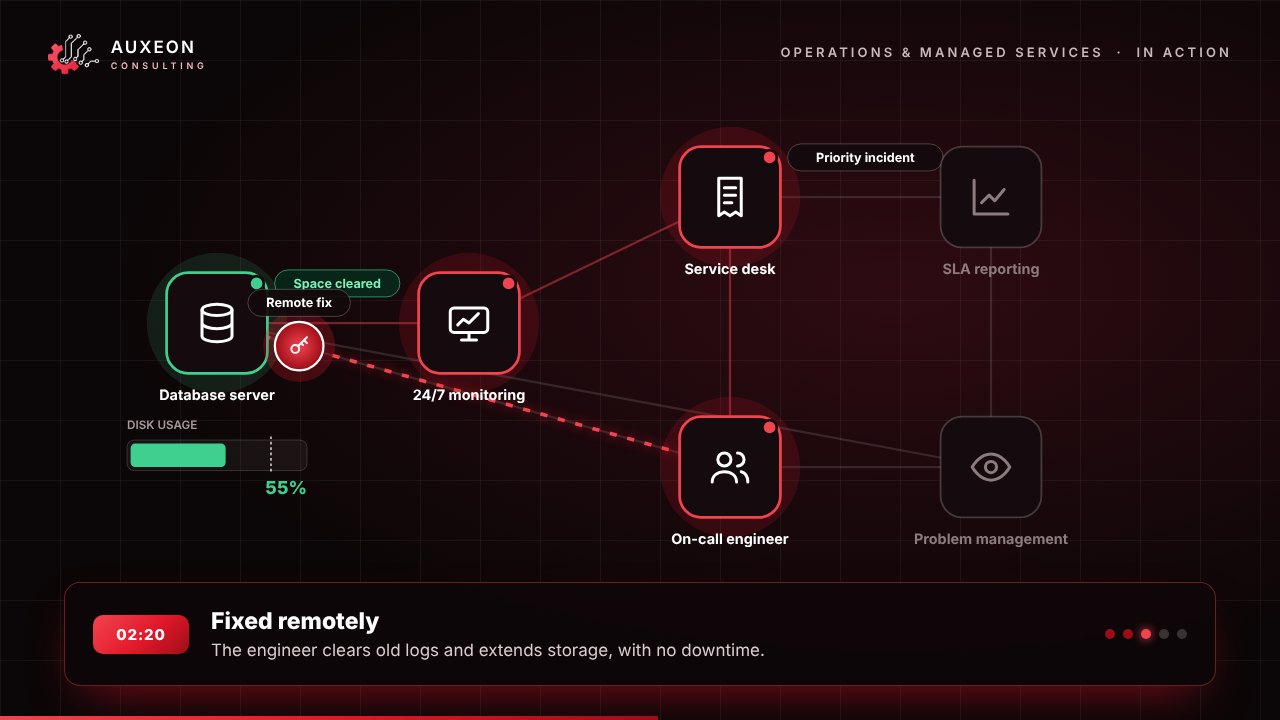 AUXEON
CONSULTING
OPERATIONS & MANAGED SERVICES · IN ACTION
Priority incident
Service desk
SLA reporting
Space cleared
Remote fix
Database server
24/7 monitoring
DISK USAGE
55%
On-call engineer
Problem management
02:20
Fixed remotely
The engineer clears old logs and extends storage, with no downtime.